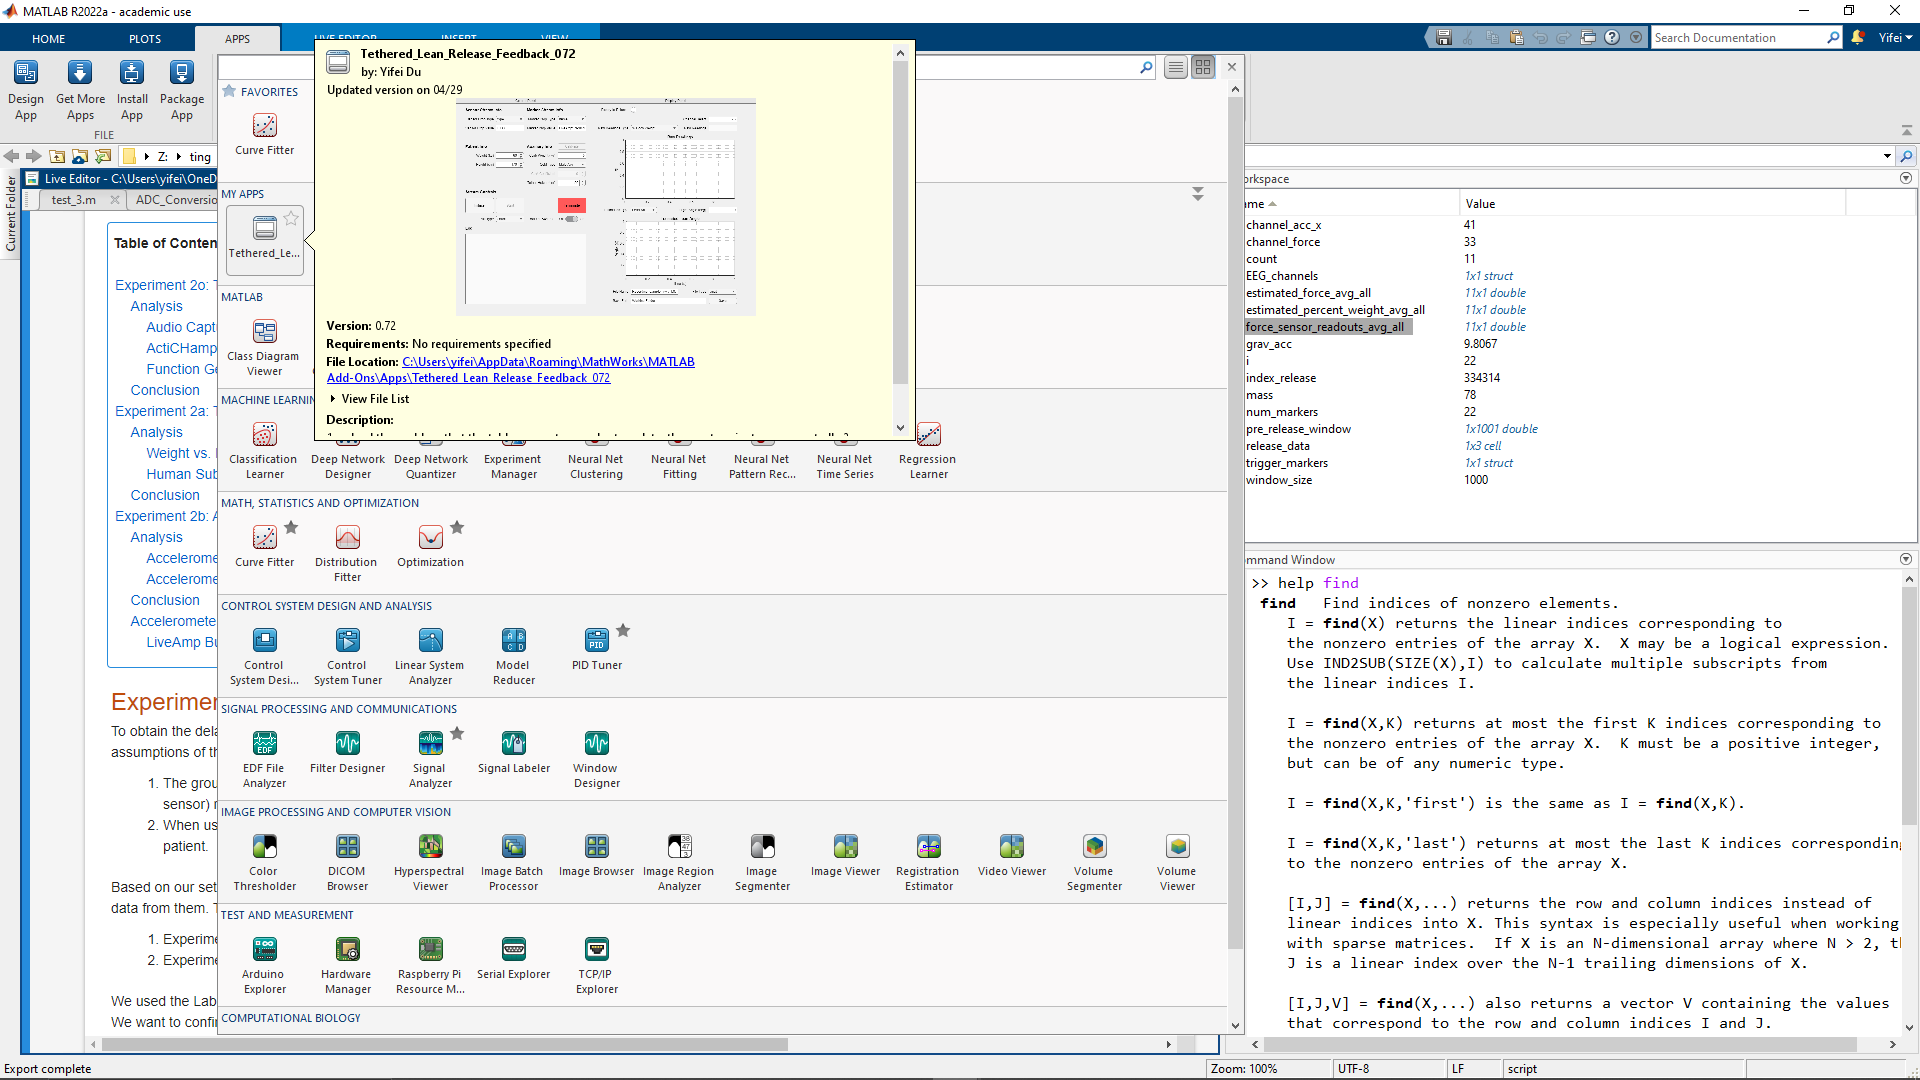 MATLAB R2022a - academic use
HOME PLOTS APPS LIVE EDITOR INSERT VIEW
Search Documentation
Yifei
Design App
Get More Apps
Install App
Package App
FILE
Z: ting
Current Folder
Live Editor - C:\Users\yifei\OneD
test_3.m
ADC_Conversio
Table of Conten
Experiment 2o: T
Analysis
Audio Capt
ActiCHamp
Function Ge
Conclusion
Experiment 2a: T
Analysis
Weight vs.
Human Sub
Conclusion
Experiment 2b: A
Analysis
Accelerome
Accelerome
Conclusion
Acceleromete
LiveAmp Bu
Experimer
To obtain the dela
assumptions of th
1. The grou
sensor) r
2. When us
patient.
Based on our set
data from them. T
1. Experime
2. Experime
We used the Lab
We want to confi
FAVORITES
Curve Fitter
MY APPS
Tethered_Le...
MATLAB
Class Diagram Viewer
MACHINE LEARNIN
Tethered_Lean_Release_Feedback_072
by: Yifei Du
Updated version on 04/29
Version: 0.72
Requirements: No requirements specified
File Location: C:\Users\yifei\AppData\Roaming\MathWorks\MATLAB
Add-Ons\Apps\Tethered_Lean_Release_Feedback_072
View File List
Description:
Classification Learner
Deep Network Designer
Deep Network Quantizer
Experiment Manager
Neural Net Clustering
Neural Net Fitting
Neural Net Pattern Rec...
Neural Net Time Series
Regression Learner
MATH, STATISTICS AND OPTIMIZATION
Curve Fitter
Distribution Fitter
Optimization
CONTROL SYSTEM DESIGN AND ANALYSIS
Control System Desi...
Control System Tuner
Linear System Analyzer
Model Reducer
PID Tuner
SIGNAL PROCESSING AND COMMUNICATIONS
EDF File Analyzer
Filter Designer
Signal Analyzer
Signal Labeler
Window Designer
IMAGE PROCESSING AND COMPUTER VISION
Color Thresholder
DICOM Browser
Hyperspectral Viewer
Image Batch Processor
Image Browser
Image Region Analyzer
Image Segmenter
Image Viewer
Registration Estimator
Video Viewer
Volume Segmenter
Volume Viewer
TEST AND MEASUREMENT
Arduino Explorer
Hardware Manager
Raspberry Pi Resource M...
Serial Explorer
TCP/IP Explorer
COMPUTATIONAL BIOLOGY
orkspace
me Value
channel_acc_x 41
channel_force 33
count 11
EEG_channels 1x1 struct
estimated_force_avg_all 11x1 double
estimated_percent_weight_avg_all 11x1 double
force_sensor_readouts_avg_all 11x1 double
grav_acc 9.8067
i 22
index_release 334314
mass 78
num_markers 22
pre_release_window 1x1001 double
release_data 1x3 cell
trigger_markers 1x1 struct
window_size 1000
mmand Window
>> help find
find Find indices of nonzero elements.
I = find(X) returns the linear indices corresponding to
the nonzero entries of the array X. X may be a logical expression.
Use IND2SUB(SIZE(X),I) to calculate multiple subscripts from
the linear indices I.
I = find(X,K) returns at most the first K indices corresponding to
the nonzero entries of the array X. K must be a positive integer,
but can be of any numeric type.
I = find(X,K,'first') is the same as I = find(X,K).
I = find(X,K,'last') returns at most the last K indices corresponding
to the nonzero entries of the array X.
[I,J] = find(X,...) returns the row and column indices instead of
linear indices into X. This syntax is especially useful when working
with sparse matrices. If X is an N-dimensional array where N > 2, th
J is a linear index over the N-1 trailing dimensions of X.
[I,J,V] = find(X,...) also returns a vector V containing the values
that correspond to the row and column indices I and J.
Export complete
Zoom: 100% UTF-8 LF script